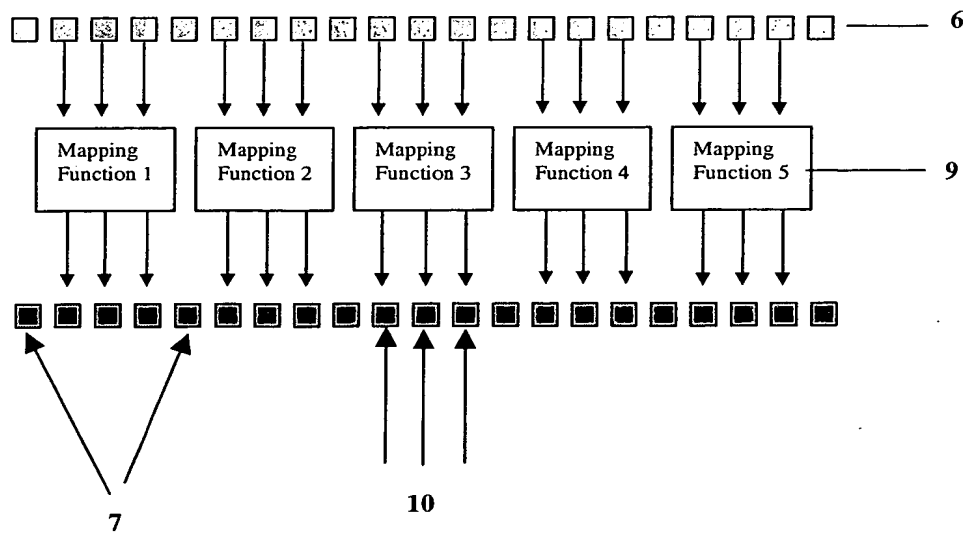 6
Mapping
Function 1
Mapping
Function 2
Mapping
Function 3
Mapping
Function 4
Mapping
Function 5
9
7
10